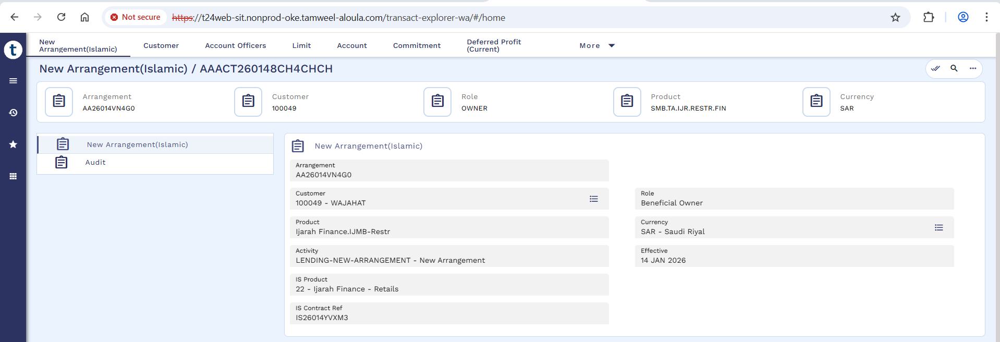 Not secure
https://t24web-sit.nonprod-oke.tamweel-aloula.com/transact-explorer-wa/#/home
t
New
Arrangement(Islamic)
Customer
Account Officers
Limit
Account
Commitment
Deferred Profit
(Current)
More
New Arrangement(Islamic) / AAACT260148CH4CHCH
Arrangement
AA26014VN4G0
Customer
100049
Role
OWNER
Product
SMB.TA.IJR.RESTR.FIN
Currency
SAR
New Arrangement(Islamic)
Audit
New Arrangement(Islamic)
Arrangement
AA26014VN4G0
Customer
100049 - WAJAHAT
Role
Beneficial Owner
Product
Ijarah Finance.IJMB-Restr
Currency
SAR - Saudi Riyal
Activity
LENDING-NEW-ARRANGEMENT - New Arrangement
Effective
14 JAN 2026
IS Product
22 - Ijarah Finance - Retails
IS Contract Ref
IS26014YVXM3